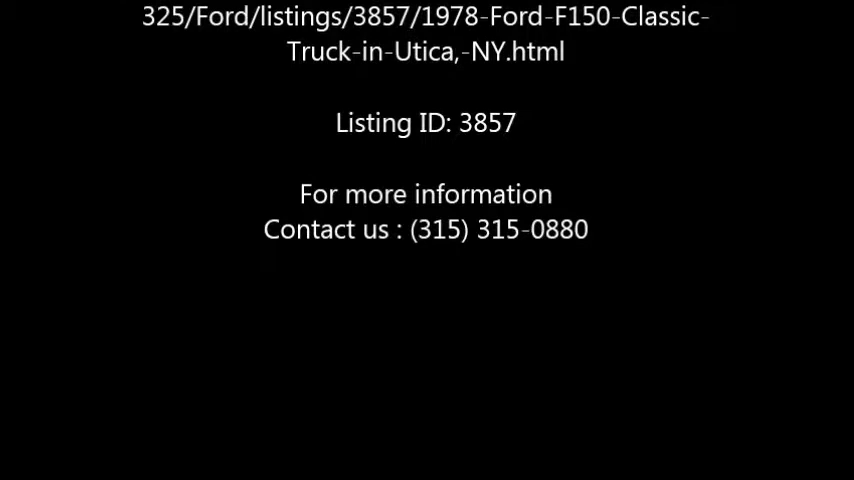 325/Ford/listings/3857/1978-Ford-F150-Classic-
Truck-in-Utica,-NY.html
Listing ID: 3857
For more information
Contact us : (315) 315-0880